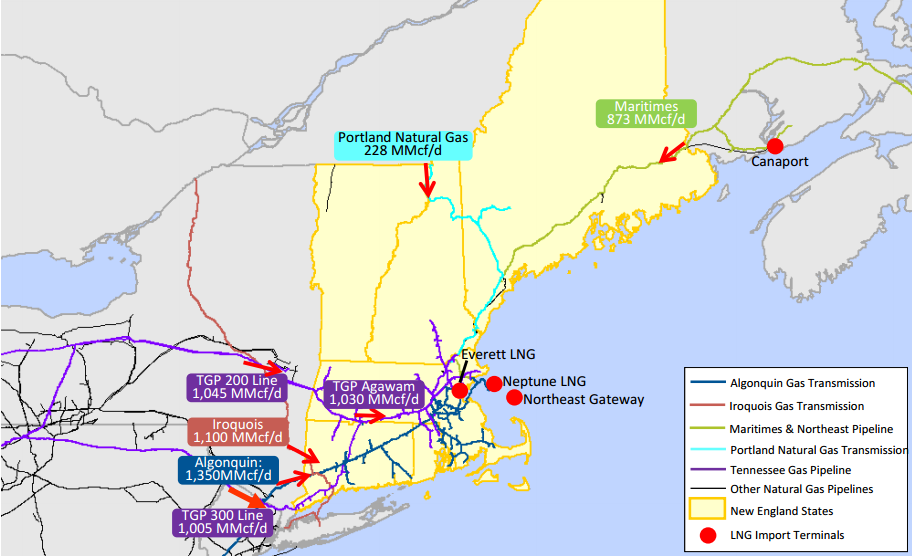 Maritimes
873 MMcf/d
Portland Natural Gas
228 MMcf/d
Canaport
Everett LNG
TGP 200 Line
1,045 MMcf/d
TGP Agawam
1,030 MMcf/d
Neptune LNG
Northeast Gateway
Iroquois
1,100 MMcf/d
Algonquin:
1,350MMcf/d
TGP 300 Line
1,005 MMcf/d
Algonquin Gas Transmission
Iroquois Gas Transmission
Maritimes & Northeast Pipeline
Portland Natural Gas Transmission
Tennessee Gas Pipeline
Other Natural Gas Pipelines
New England States
LNG Import Terminals